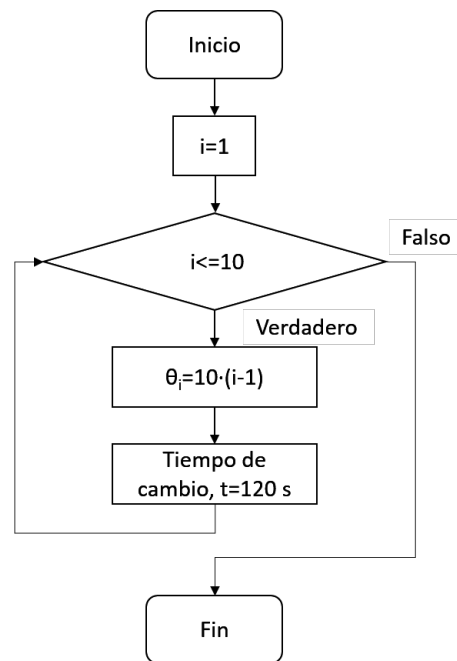 Inicio
i=1
i<=10
Falso
Verdadero
θᵢ=10·(i-1)
Tiempo de
cambio, t=120 s
Fin